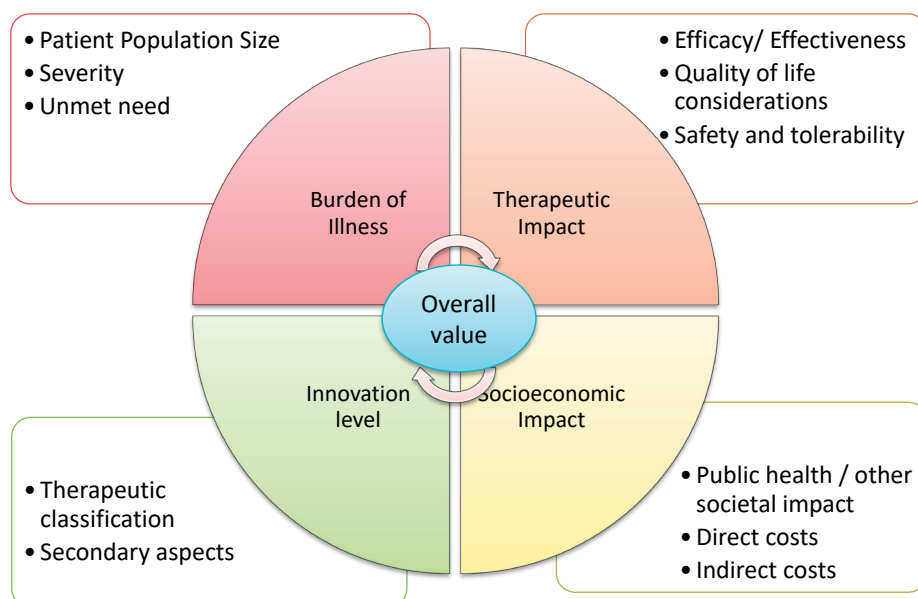 • Patient Population Size
• Severity
• Unmet need
• Efficacy/ Effectiveness
• Quality of life
considerations
• Safety and tolerability
Burden of
Illness
Therapeutic
Impact
Overall
value
Innovation
level
Socioeconomic
Impact
• Therapeutic
classification
• Secondary aspects
• Public health / other
societal impact
• Direct costs
• Indirect costs